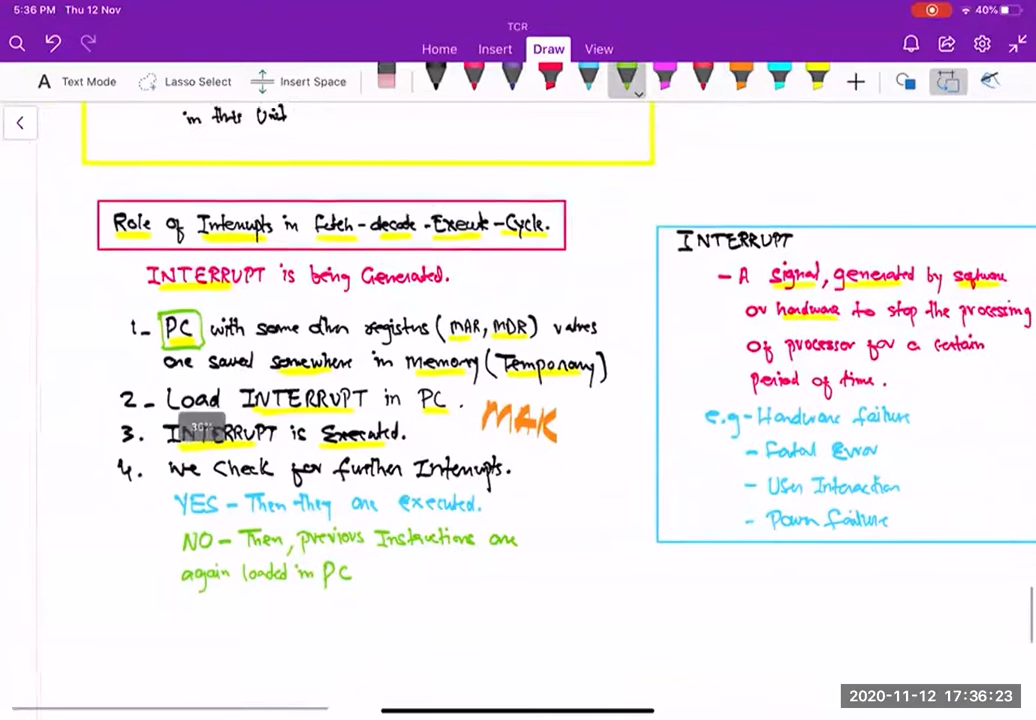 5:36 PM Thu 12 Nov
40%
TCR
Home Insert Draw View
A Text Mode Lasso Select Insert Space
in this Unit
Role of Interrupts in Fetch-decode-Execute-Cycle.
INTERRUPT is being Generated.
1- PC with some other registers (MAR, MDR) values
are saved somewhere in memory (Temporary)
2- Load INTERRUPT in PC.
3. INTERRUPT is Executed.
30%
MAK
4. We Check for further Interrupts.
YES - Then they are executed.
NO - Then, previous Instructions are
again loaded in PC
INTERRUPT
- A signal, generated by software
or hardware to stop the processing
of processor for a certain
period of time.
e.g - Hardware failure
- Fatal Error
- User Interaction
- Power failure
2020-11-12 17:36:23